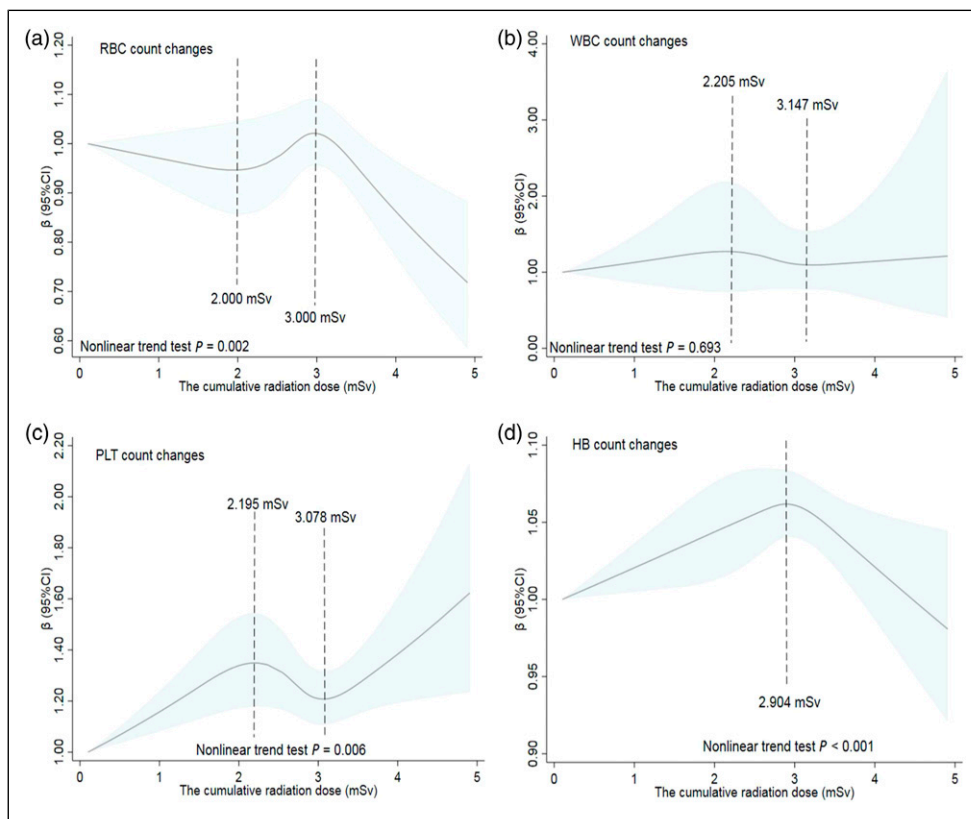 (a)
RBC count changes
1.20
1.10
1.00
0.90
0.80
0.70
0.60
β (95%CI)
2.000 mSv
3.000 mSv
Nonlinear trend test P = 0.002
0 1 2 3 4 5
The cumulative radiation dose (mSv)
(b)
WBC count changes
4.00
3.00
2.00
1.00
0.00
β (95%CI)
2.205 mSv
3.147 mSv
Nonlinear trend test P = 0.693
0 1 2 3 4 5
The cumulative radiation dose (mSv)
(c)
PLT count changes
2.20
2.00
1.80
1.60
1.40
1.20
1.00
β (95%CI)
2.195 mSv
3.078 mSv
Nonlinear trend test P = 0.006
0 1 2 3 4 5
The cumulative radiation dose (mSv)
(d)
HB count changes
1.10
1.05
1.00
0.95
0.90
β (95%CI)
2.904 mSv
Nonlinear trend test P < 0.001
0 1 2 3 4 5
The cumulative radiation dose (mSv)